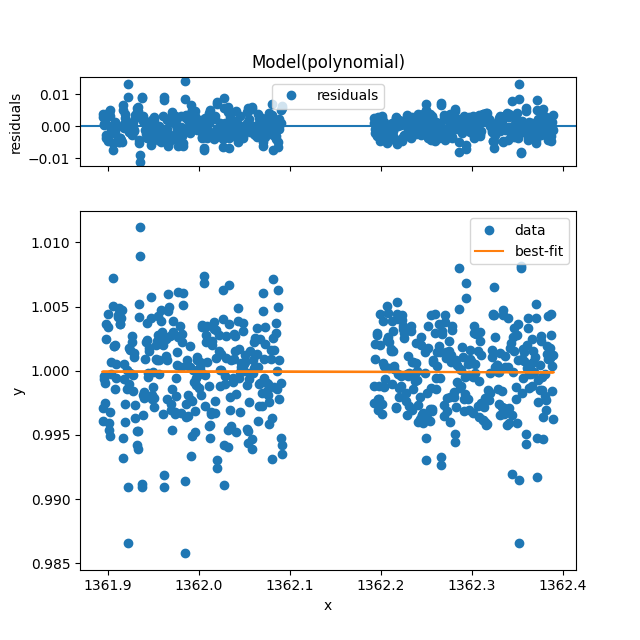 Model(polynomial)
residuals
0.01
0.00
−0.01
residuals
data
best-fit
1.010
1.005
1.000
0.995
0.990
0.985
y
1361.9
1362.0
1362.1
1362.2
1362.3
1362.4
x